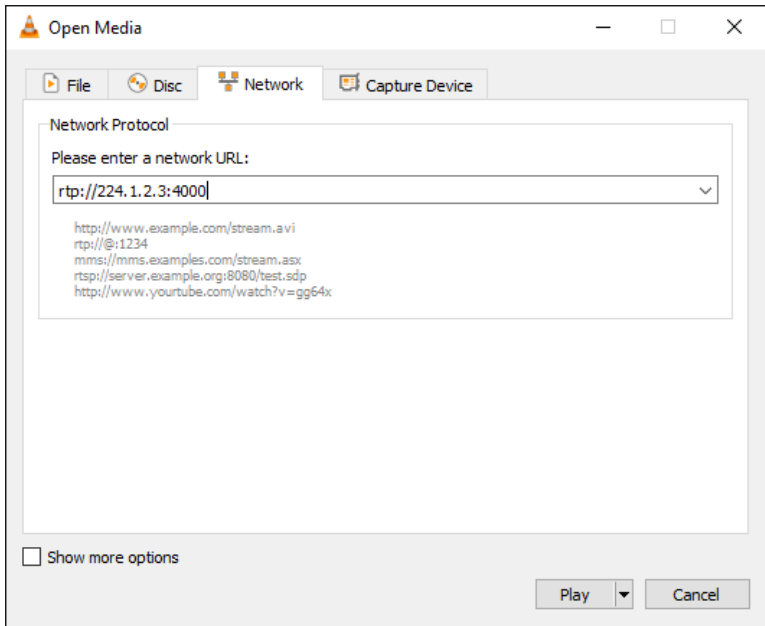 Open Media
File Disc Network Capture Device
Network Protocol
Please enter a network URL:
rtp://224.1.2.3:4000
http://www.example.com/stream.avi
rtp://@:1234
mms://mms.examples.com/stream.asx
rtsp://server.example.org:8080/test.sdp
http://www.yourtube.com/watch?v=gg64x
Show more options
Play Cancel